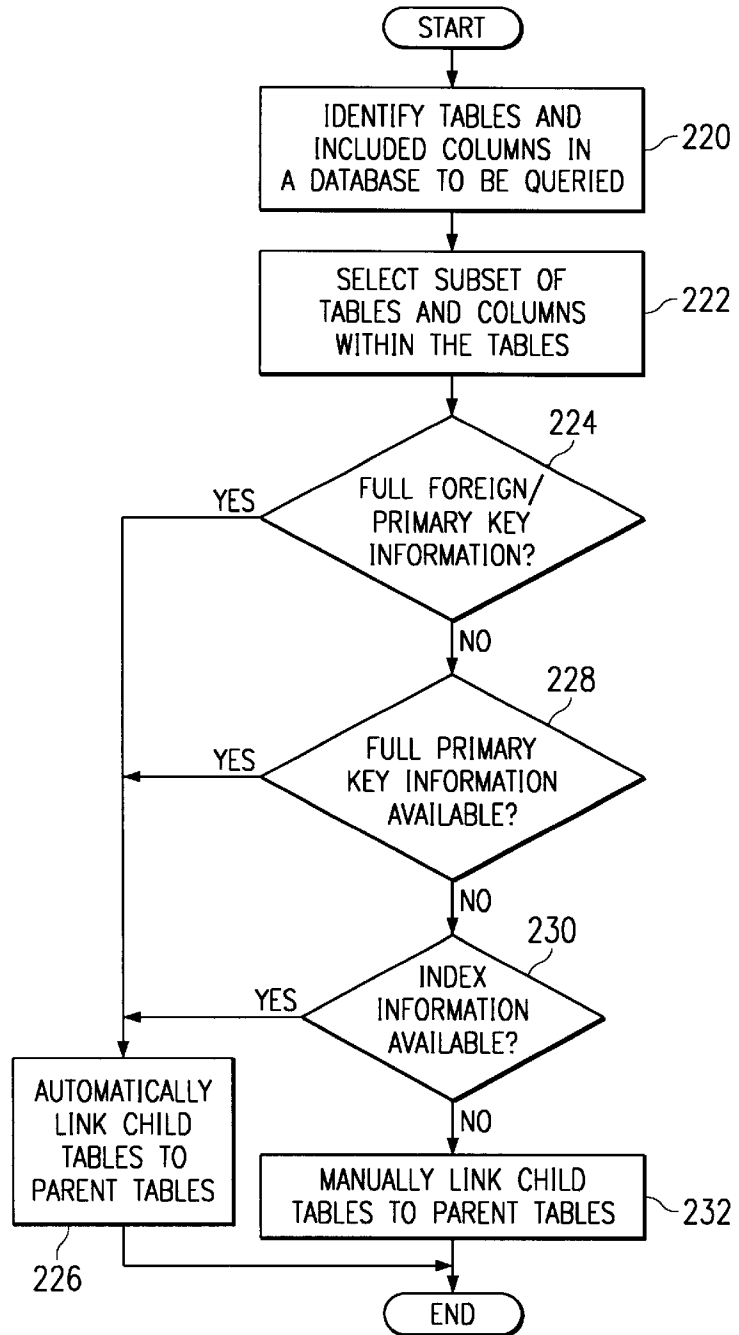 START
IDENTIFY TABLES AND
INCLUDED COLUMNS IN
A DATABASE TO BE QUERIED
220
SELECT SUBSET OF
TABLES AND COLUMNS
WITHIN THE TABLES
222
224
YES
FULL FOREIGN/
PRIMARY KEY
INFORMATION?
NO
228
YES
FULL PRIMARY
KEY INFORMATION
AVAILABLE?
NO
230
YES
INDEX
INFORMATION
AVAILABLE?
NO
AUTOMATICALLY
LINK CHILD
TABLES TO
PARENT TABLES
226
MANUALLY LINK CHILD
TABLES TO PARENT TABLES
232
END